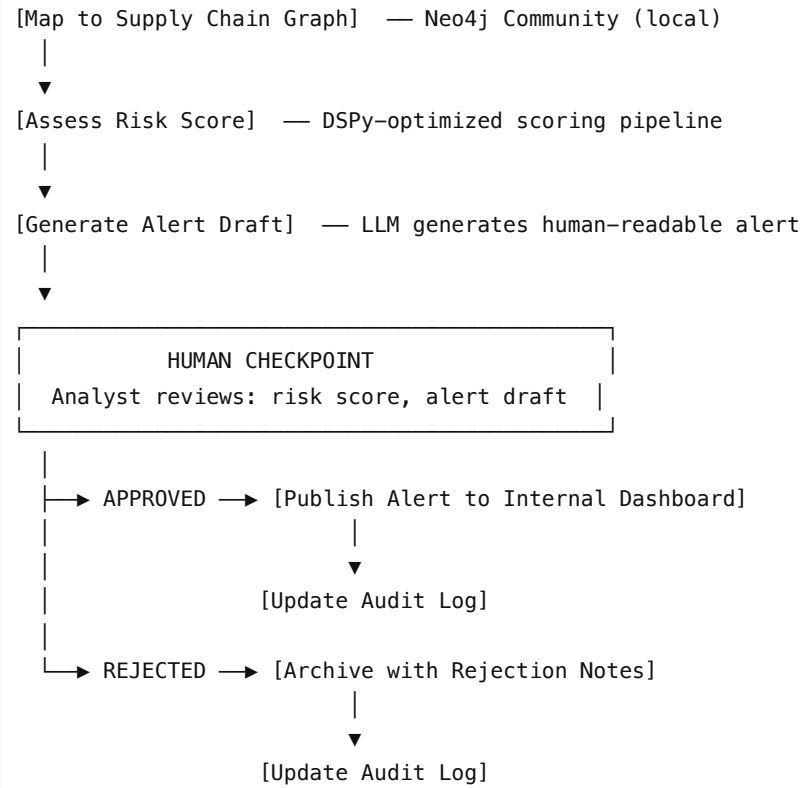 [Map to Supply Chain Graph] — Neo4j Community (local)
[Assess Risk Score] — DSPy-optimized scoring pipeline
[Generate Alert Draft] — LLM generates human-readable alert
HUMAN CHECKPOINT
Analyst reviews: risk score, alert draft
APPROVED [Publish Alert to Internal Dashboard]
[Update Audit Log]
REJECTED [Archive with Rejection Notes]
[Update Audit Log]